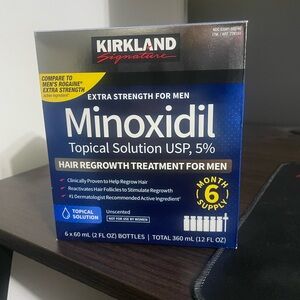 KIRKLAND
Signature
COMPARE TO
MEN'S ROGAINE®
EXTRA STRENGTH
EXTRA STRENGTH FOR MEN
Minoxidil
Topical Solution USP, 5%
HAIR REGROWTH TREATMENT FOR MEN
Clinically Proven to Help Regrow Hair
Reactivates Hair Follicles to Stimulate Regrowth
#1 Dermatologist Recommended Active Ingredient*
6
MONTH
SUPPLY
TOPICAL
SOLUTION
Unscented
NOT FOR USE BY WOMEN
6 x 60 mL (2 FL OZ) BOTTLES | TOTAL 360 mL (12 FL OZ)